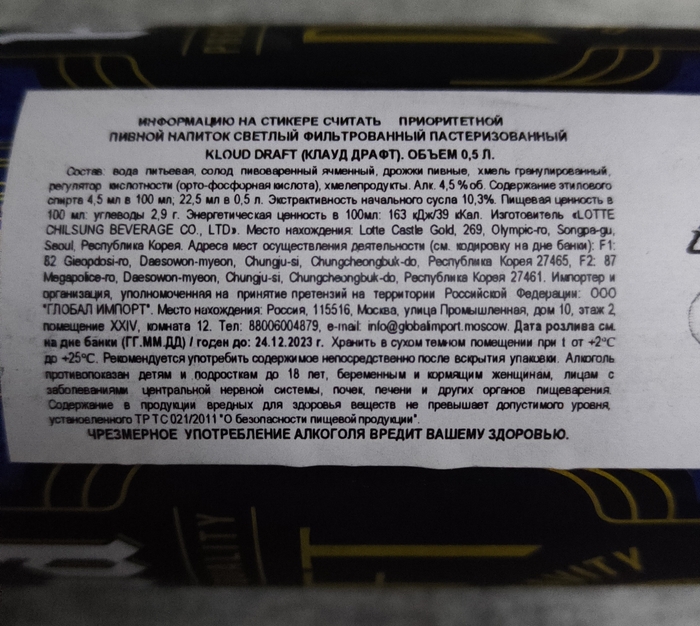 ИНФОРМАЦИЮ НА СТИКЕРЕ СЧИТАТЬ ПРИОРИТЕТНОЙ
ПИВНОЙ НАПИТОК СВЕТЛЫЙ ФИЛЬТРОВАННЫЙ ПАСТЕРИЗОВАННЫЙ
KLOUD DRAFT (КЛАУД ДРАФТ). ОБЪЕМ 0,5 Л.
Состав: вода питьевая, солод пивоваренный ячменный, дрожжи пивные, хмель гранулированный,
регулятор кислотности (орто-фосфорная кислота), хмелепродукты. Алк. 4,5 % об. Содержание этилового
спирта 4,5 мл в 100 мл; 22,5 мл в 0,5 л. Экстрактивность начального сусла 10,3%. Пищевая ценность в
100 мл: углеводы 2,9 г. Энергетическая ценность в 100мл: 163 кДж/39 кКал. Изготовитель «LOTTE
CHILSUNG BEVERAGE CO., LTD». Место нахождения: Lotte Castle Gold, 269, Olympic-ro, Songpa-gu,
Seoul, Республика Корея. Адреса мест осуществления деятельности (см. кодировку на дне банки): F1:
82 Gieopdosi-ro, Daesowon-myeon, Chungju-si, Chungcheongbuk-do, Республика Корея 27465, F2: 87
Megapolice-ro, Daesowon-myeon, Chungju-si, Chungcheongbuk-do, Республика Корея 27461. Импортер и
организация, уполномоченная на принятие претензий на территории Российской Федерации: ООО
"ГЛОБАЛ ИМПОРТ". Место нахождения: Россия, 115516, Москва, улица Промышленная, дом 10, этаж 2,
помещение XXIV, комната 12. Тел: 88006004879, e-mail: info@globalimport.moscow. Дата розлива см.
на дне банки (ГГ.ММ.ДД) / годен до: 24.12.2023 г. Хранить в сухом темном помещении при t от +2°C
до +25°C. Рекомендуется употребить содержимое непосредственно после вскрытия упаковки. Алкоголь
противопоказан детям и подросткам до 18 лет, беременным и кормящим женщинам, лицам с
заболеваниями центральной нервной системы, почек, печени и других органов пищеварения.
Содержание в продукции вредных для здоровья веществ не превышает допустимого уровня,
установленного ТР ТС 021/2011 "О безопасности пищевой продукции".
ЧРЕЗМЕРНОЕ УПОТРЕБЛЕНИЕ АЛКОГОЛЯ ВРЕДИТ ВАШЕМУ ЗДОРОВЬЮ.